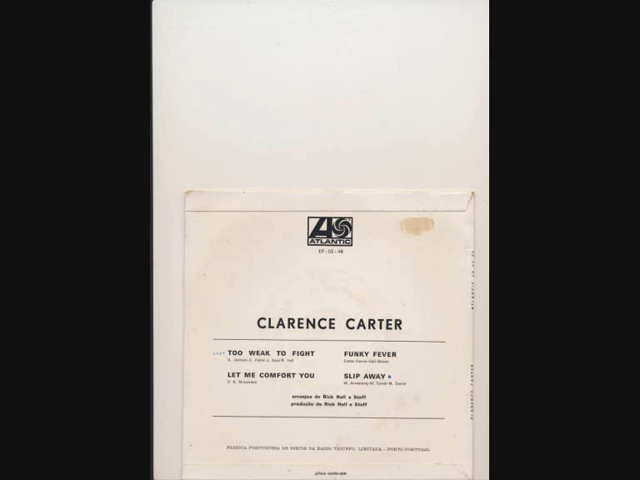 ATLANTIC
EP - 02 - 48
CLARENCE CARTER
TOO WEAK TO FIGHT
FUNKY FEVER
LET ME COMFORT YOU
SLIP AWAY
arranjos de Rick Hall e Staff
produção de Rick Hall e Staff
FABRICA PORTUGUESA DE DISCOS DA RADIO TRIUNFO, LIMITADA — PORTO-PORTUGAL
CLARENCE CARTER